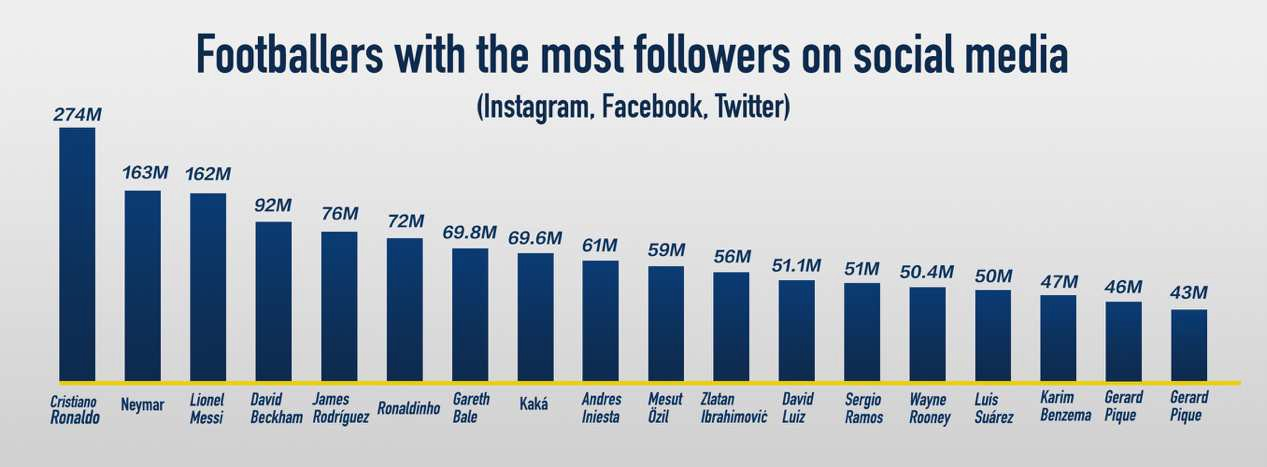 Footballers with the most followers on social media
(Instagram, Facebook, Twitter)
274M
163M
162M
92M
76M
72M
69.8M
69.6M
61M
59M
56M
51.1M
51M
50.4M
50M
47M
46M
43M
Cristiano
Ronaldo
Neymar
Lionel
Messi
David
Beckham
James
Rodríguez
Ronaldinho
Gareth
Bale
Kaká
Andres
Iniesta
Mesut
Özil
Zlatan
Ibrahimović
David
Luiz
Sergio
Ramos
Wayne
Rooney
Luis
Suárez
Karim
Benzema
Gerard
Pique
Gerard
Pique